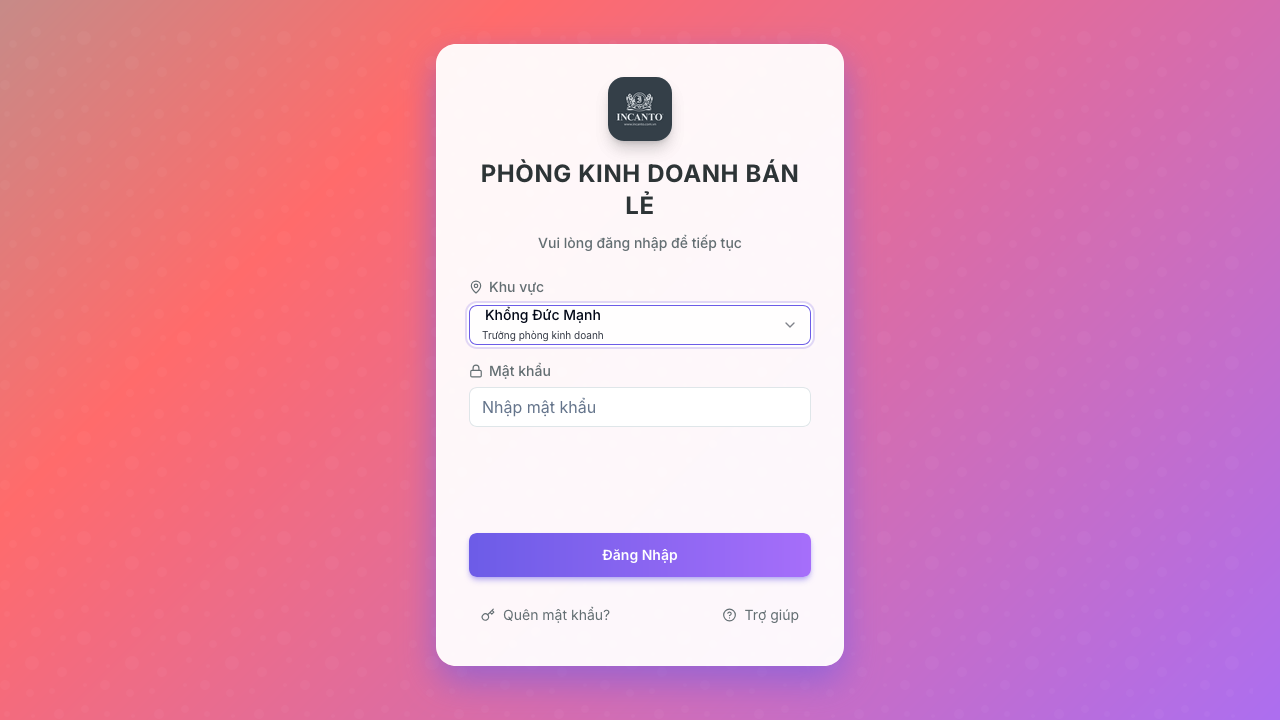 INCANTO
PHÒNG KINH DOANH BÁN
LẺ
Vui lòng đăng nhập để tiếp tục
Khu vực
Khổng Đức Mạnh
Trưởng phòng kinh doanh
Mật khẩu
Nhập mật khẩu
Đăng Nhập
Quên mật khẩu?
Trợ giúp